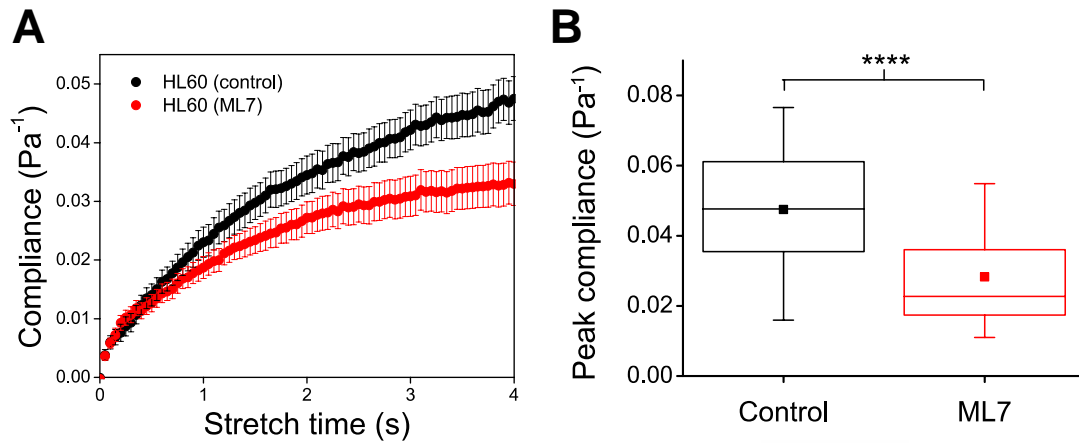 A
Compliance (Pa⁻¹)
0.05
0.04
0.03
0.02
0.01
0.00
HL60 (control)
HL60 (ML7)
0 1 2 3 4
Stretch time (s)
B
Peak compliance (Pa⁻¹)
0.08
0.06
0.04
0.02
0.00
****
Control ML7